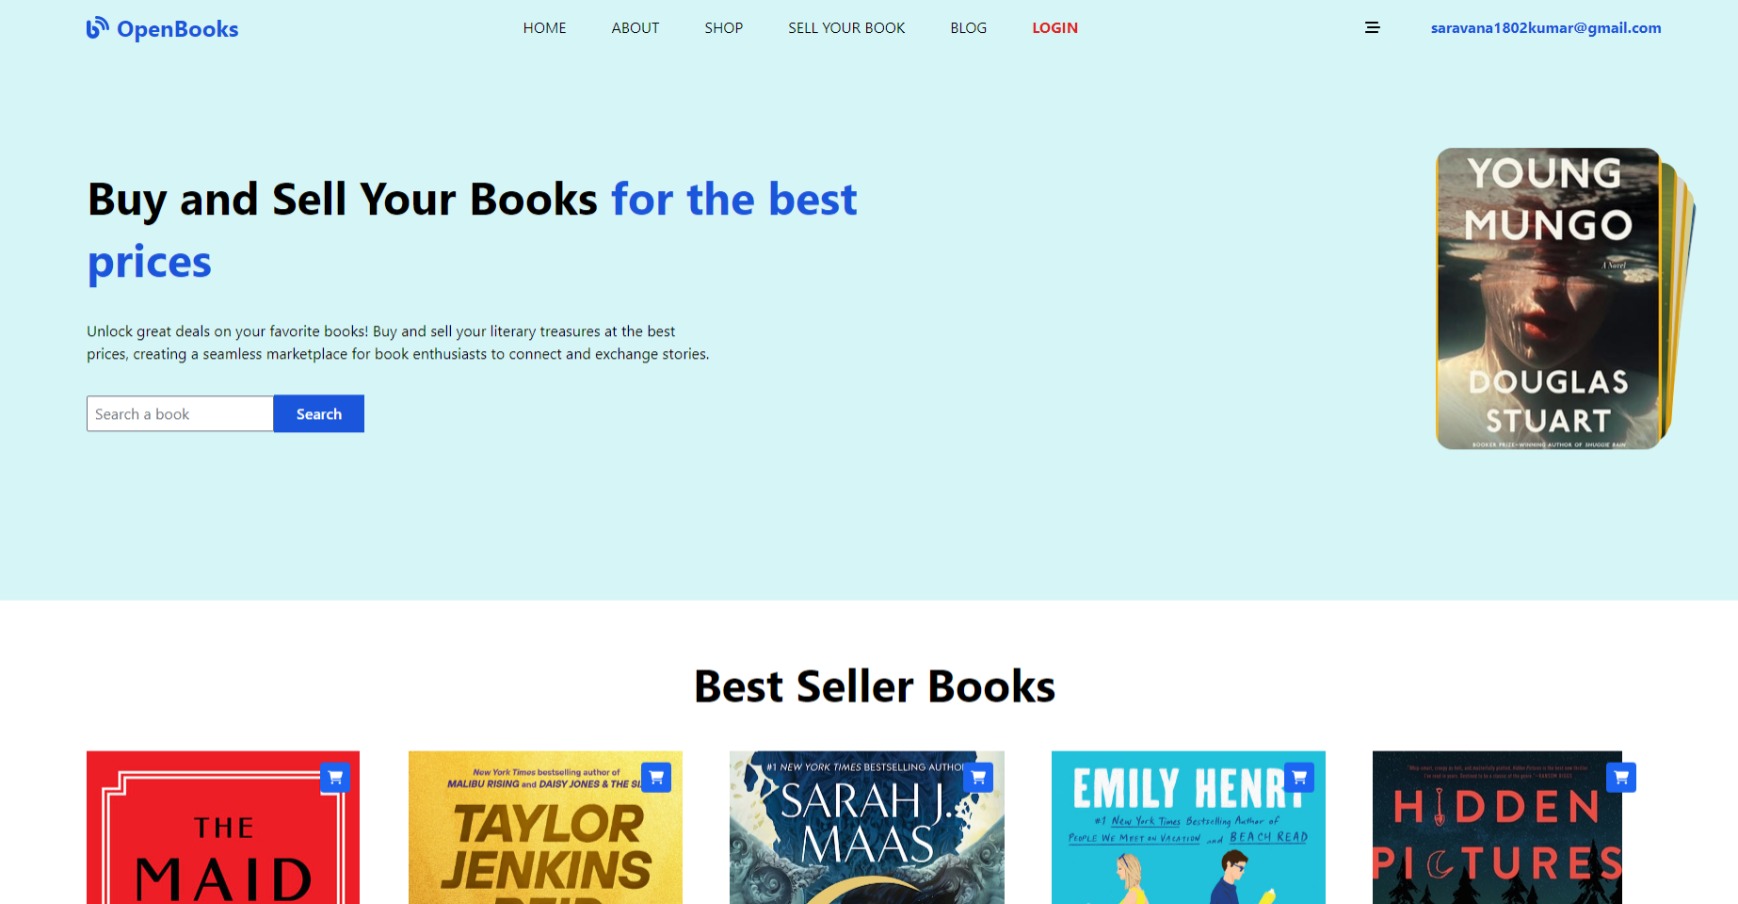 OpenBooks
HOME ABOUT SHOP SELL YOUR BOOK BLOG LOGIN
saravana1802kumar@gmail.com
Buy and Sell Your Books for the best
prices
Unlock great deals on your favorite books! Buy and sell your literary treasures at the best
prices, creating a seamless marketplace for book enthusiasts to connect and exchange stories.
Search a book
Search
YOUNG
MUNGO
A Novel
DOUGLAS
STUART
BOOKER PRIZE-WINNING AUTHOR OF SHUGGIE BAIN
Best Seller Books
THE
MAID
New York Times bestselling author of
MALIBU RISING and DAISY JONES & THE
TAYLOR
JENKINS
REID
#1 NEW YORK TIMES BESTSELLING AUTHO
SARAH J.
MAAS
EMILY HENRY
#1 New York Times Bestselling Author of
PEOPLE WE MEET ON VACATION and BEACH READ
HIDDEN
PICTURES